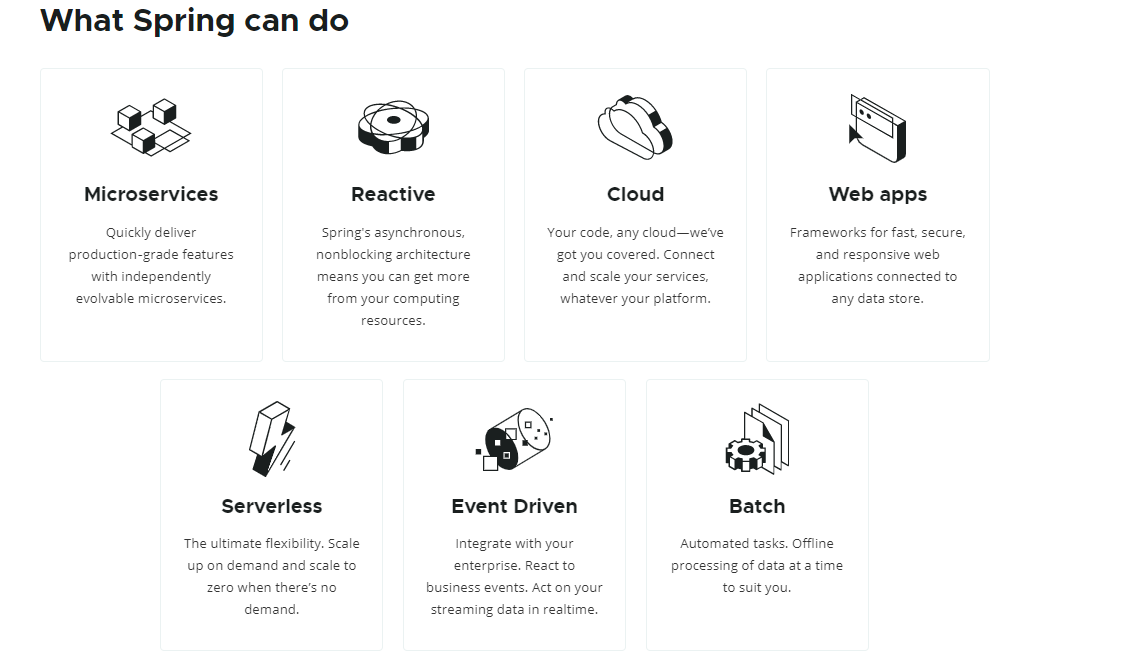 What Spring can do
Microservices
Quickly deliver
production-grade features
with independently
evolvable microservices.
Reactive
Spring's asynchronous,
nonblocking architecture
means you can get more
from your computing
resources.
Cloud
Your code, any cloud—we’ve
got you covered. Connect
and scale your services,
whatever your platform.
Web apps
Frameworks for fast, secure,
and responsive web
applications connected to
any data store.
Serverless
The ultimate flexibility. Scale
up on demand and scale to
zero when there’s no
demand.
Event Driven
Integrate with your
enterprise. React to
business events. Act on your
streaming data in realtime.
Batch
Automated tasks. Offline
processing of data at a time
to suit you.